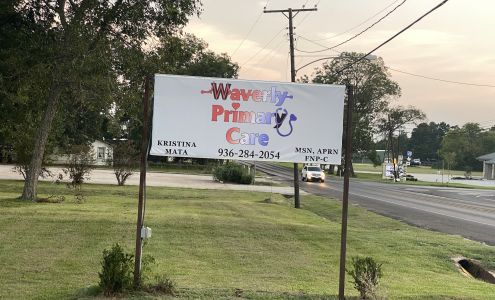 Waverly
Primary
Care
KRISTINA
MATA
936-284-2054
MSN, APRN
FNP-C